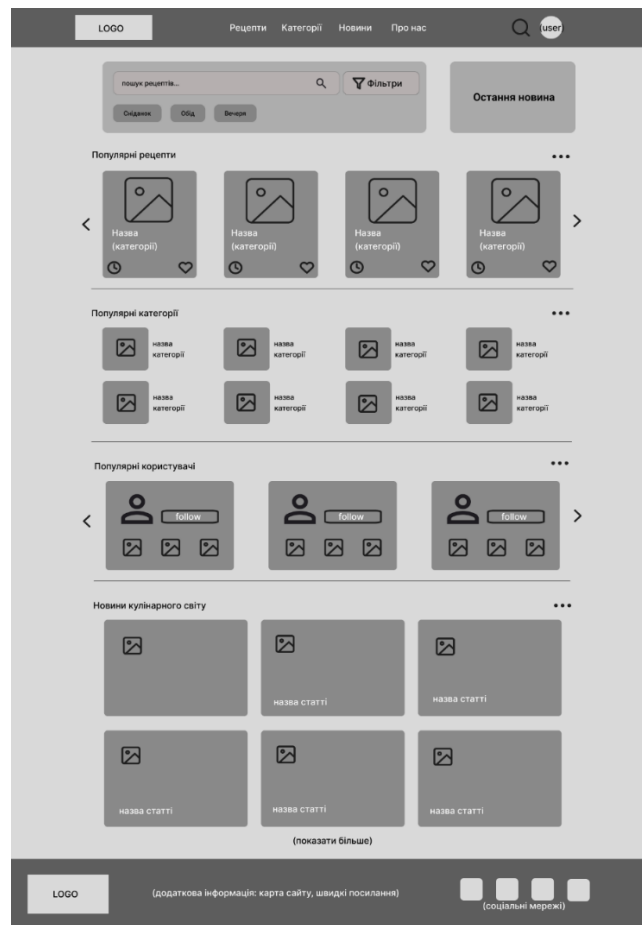 LOGO
Рецепти Категорії Новини Про нас
(user)
пошук рецептів...
Фільтри
Сніданок Обід Вечеря
Остання новина
Популярні рецепти
Назва
(категорії)
Назва
(категорії)
Назва
(категорії)
Назва
(категорії)
Популярні категорії
назва
категорії
назва
категорії
назва
категорії
назва
категорії
назва
категорії
назва
категорії
назва
категорії
назва
категорії
Популярні користувачі
follow
follow
follow
Новини кулінарного світу
назва статті
назва статті
назва статті
назва статті
назва статті
(показати більше)
LOGO
(додаткова інформація: карта сайту, швидкі посилання)
(соціальні мережі)